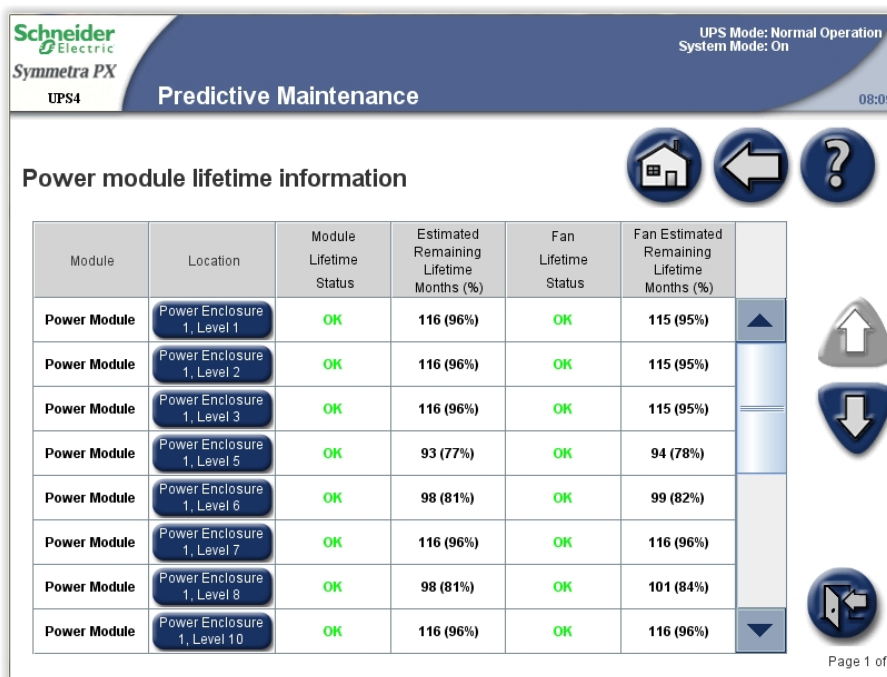 Schneider
Electric
Symmetra PX
UPS4
Predictive Maintenance
UPS Mode: Normal Operation
System Mode: On
Power module lifetime information
?
Module
Location
Module
Lifetime
Status
Estimated
Remaining
Lifetime
Months (%)
Fan
Lifetime
Status
Fan Estimated
Remaining
Lifetime
Months (%)
Power Module
Power Enclosure
1, Level 1
OK
116 (96%)
OK
115 (95%)
Power Module
Power Enclosure
1, Level 2
OK
116 (96%)
OK
115 (95%)
Power Module
Power Enclosure
1, Level 3
OK
116 (96%)
OK
115 (95%)
Power Module
Power Enclosure
1, Level 5
OK
93 (77%)
OK
94 (78%)
Power Module
Power Enclosure
1, Level 6
OK
98 (81%)
OK
99 (82%)
Power Module
Power Enclosure
1, Level 7
OK
116 (96%)
OK
116 (96%)
Power Module
Power Enclosure
1, Level 8
OK
98 (81%)
OK
101 (84%)
Power Module
Power Enclosure
1, Level 10
OK
116 (96%)
OK
116 (96%)
Page 1 of